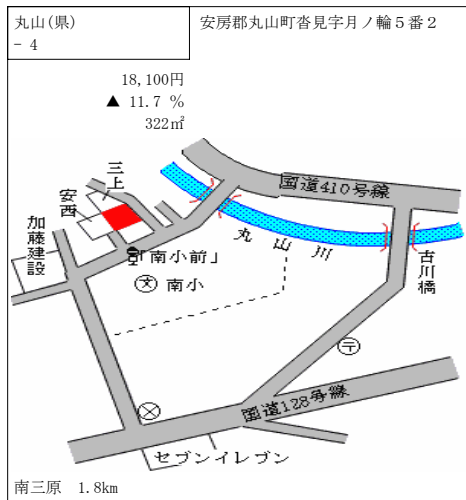 丸山(県)
- 4
安房郡丸山町沓見字月ノ輪５番２
18,100円
▲ 11.7 %
322㎡
国道410号線
三上
安西
加藤建設
丸山川
古川橋
「南小前」
文 南小
〒
国道128号線
セブンイレブン
南三原 1.8km